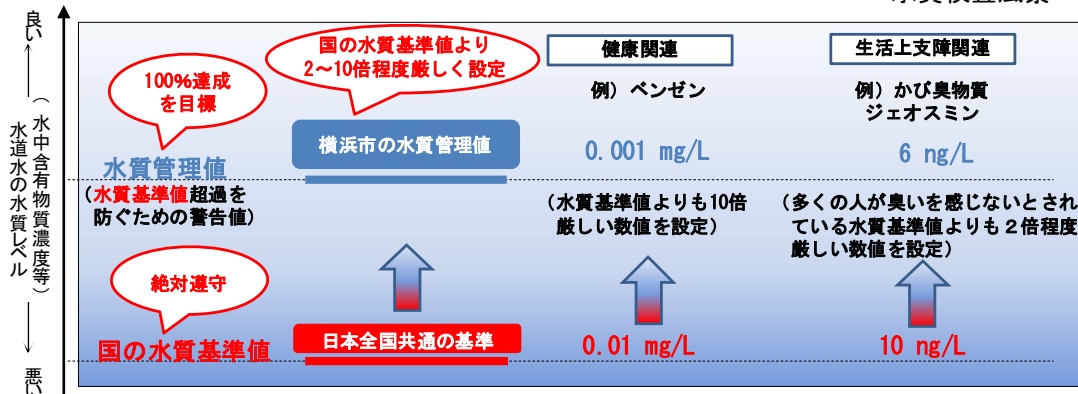 良い
水道水の水質レベル
（水中含有物質濃度等）
悪い
100%達成
を目標
国の水質基準値より
2～10倍程度厳しく設定
健康関連
例）ベンゼン
生活上支障関連
例）かび臭物質
ジェオスミン
水質管理値
横浜市の水質管理値
0.001 mg/L
6 ng/L
（水質基準値超過を
防ぐための警告値）
（水質基準値よりも10倍
厳しい数値を設定）
（多くの人が臭いを感じないとされ
ている水質基準値よりも２倍程度
厳しい数値を設定）
絶対遵守
国の水質基準値
日本全国共通の基準
0.01 mg/L
10 ng/L